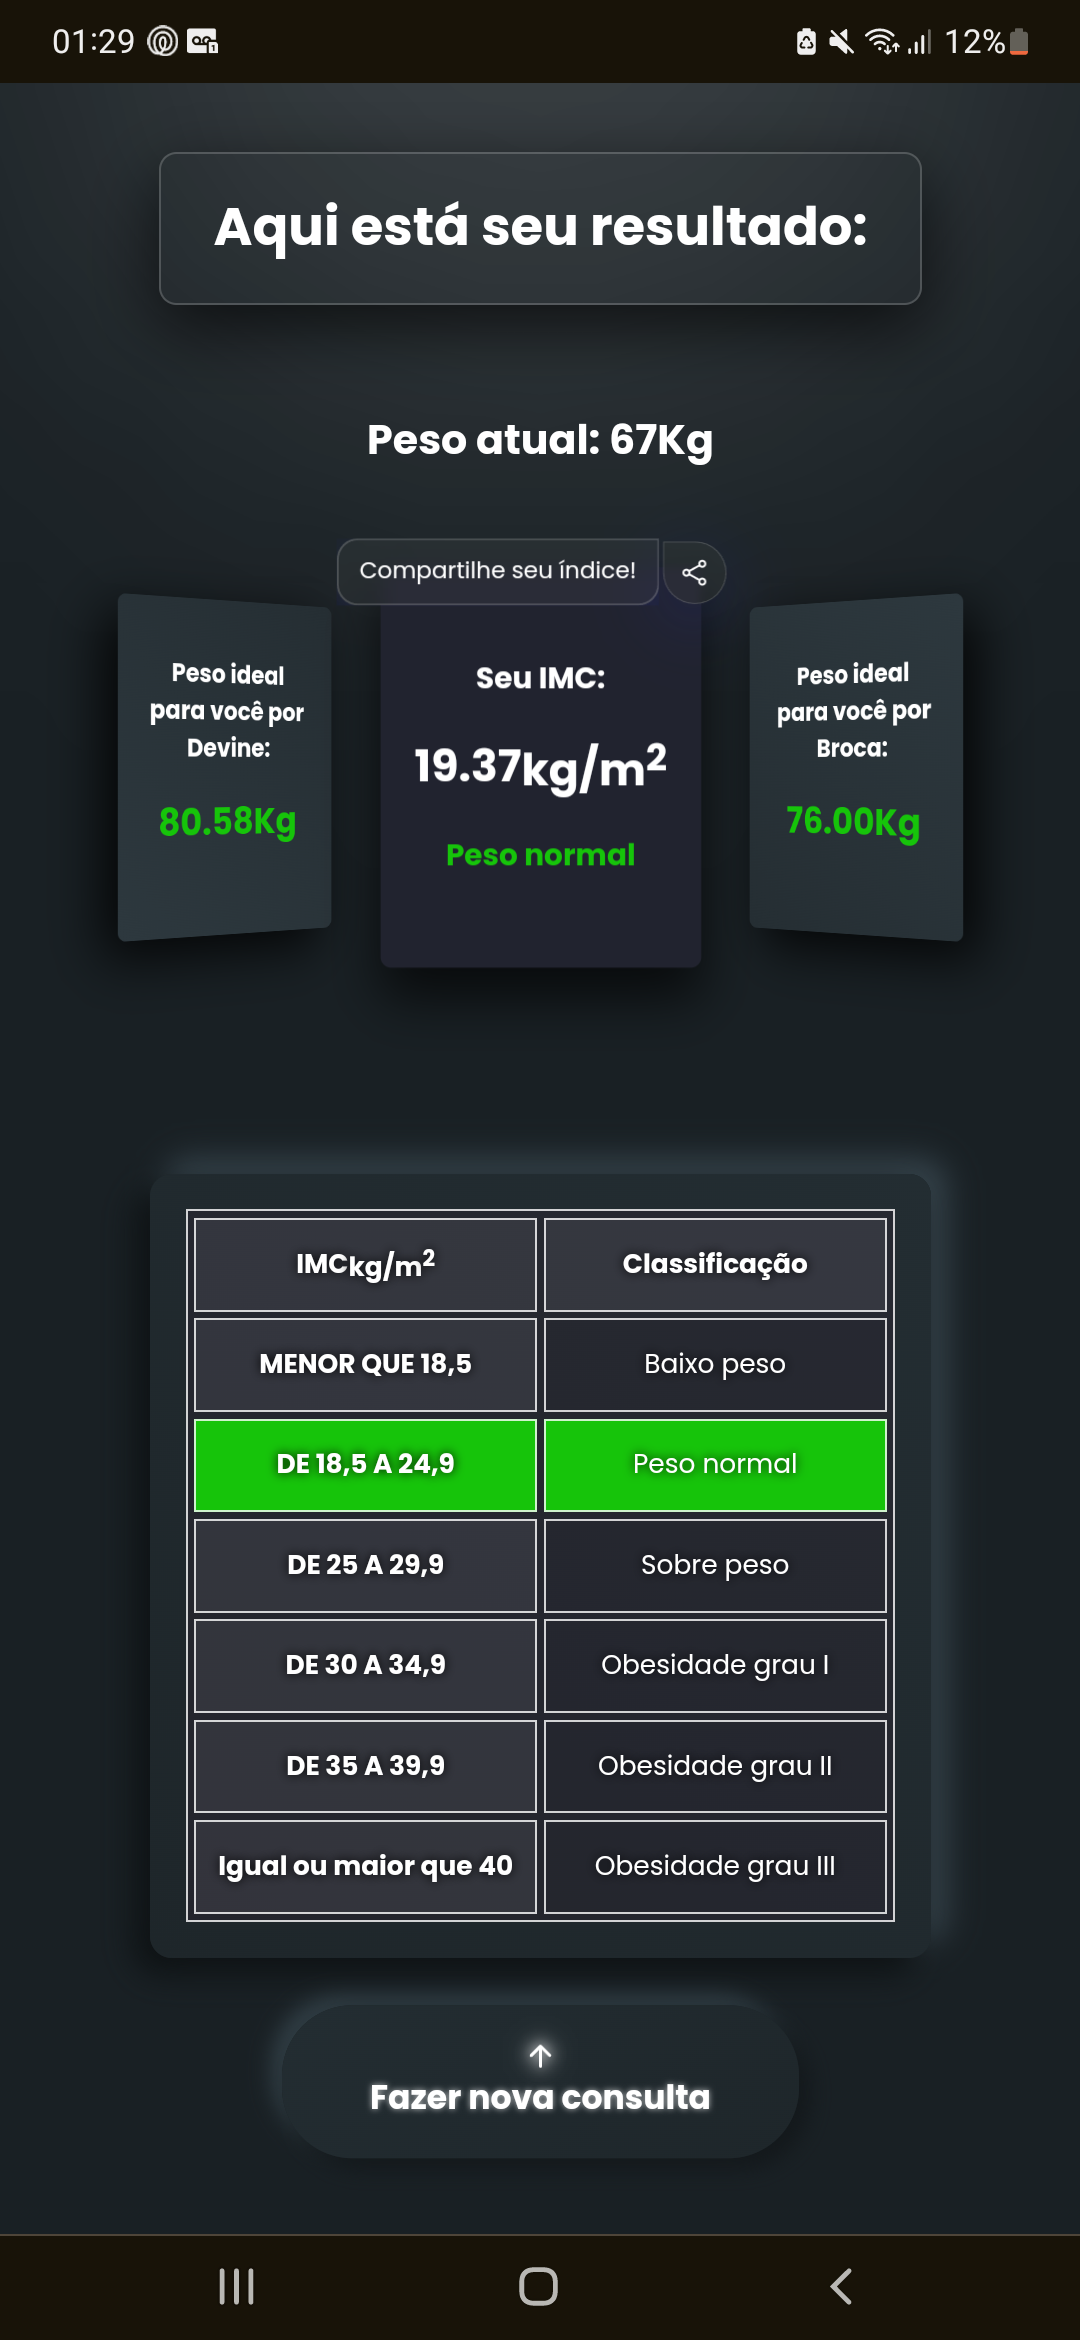 01:29
12%
Aqui está seu resultado:
Peso atual: 67Kg
Compartilhe seu índice!
Peso ideal
para você por
Devine:
80.58Kg
Seu IMC:
19.37kg/m²
Peso normal
Peso ideal
para você por
Broca:
76.00Kg
IMCkg/m² Classificação
MENOR QUE 18,5 Baixo peso
DE 18,5 A 24,9 Peso normal
DE 25 A 29,9 Sobre peso
DE 30 A 34,9 Obesidade grau I
DE 35 A 39,9 Obesidade grau II
Igual ou maior que 40 Obesidade grau III
Fazer nova consulta